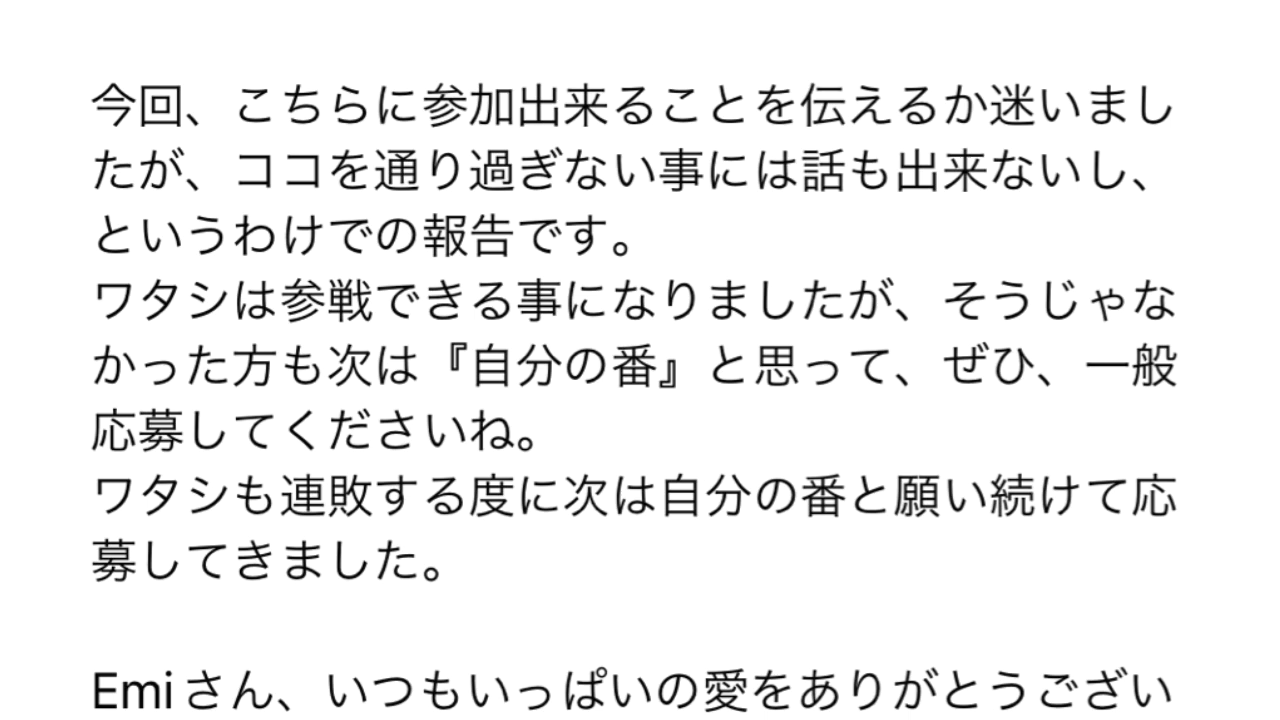 今回、こちらに参加出来ることを伝えるか迷いまし
たが、ココを通り過ぎない事には話も出来ないし、
というわけでの報告です。
ワタシは参戦できる事になりましたが、そうじゃな
かった方も次は『自分の番』と思って、ぜひ、一般
応募してくださいね。
ワタシも連敗する度に次は自分の番と願い続けて応
募してきました。
Emiさん、いつもいっぱいの愛をありがとうござい